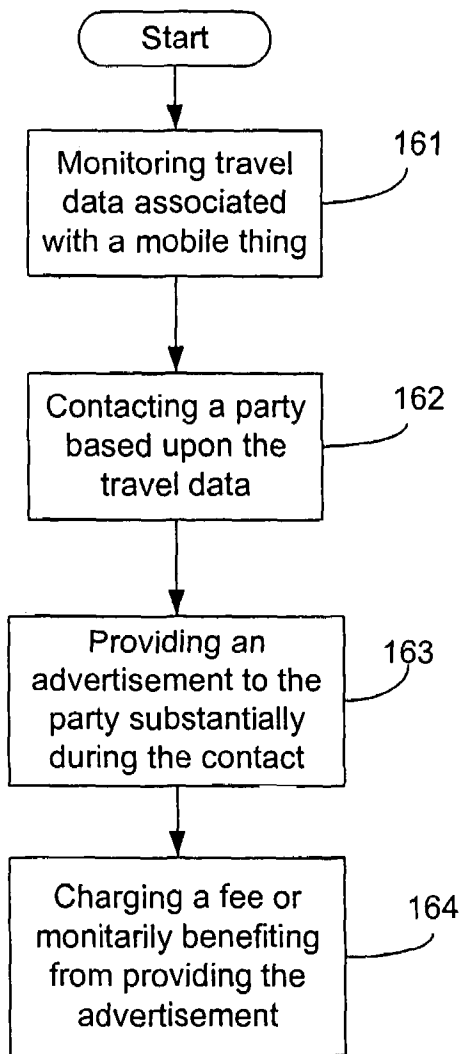 Start
Monitoring travel
data associated
with a mobile thing
161
Contacting a party
based upon the
travel data
162
Providing an
advertisement to the
party substantially
during the contact
163
Charging a fee or
monitarily benefiting
from providing the
advertisement
164